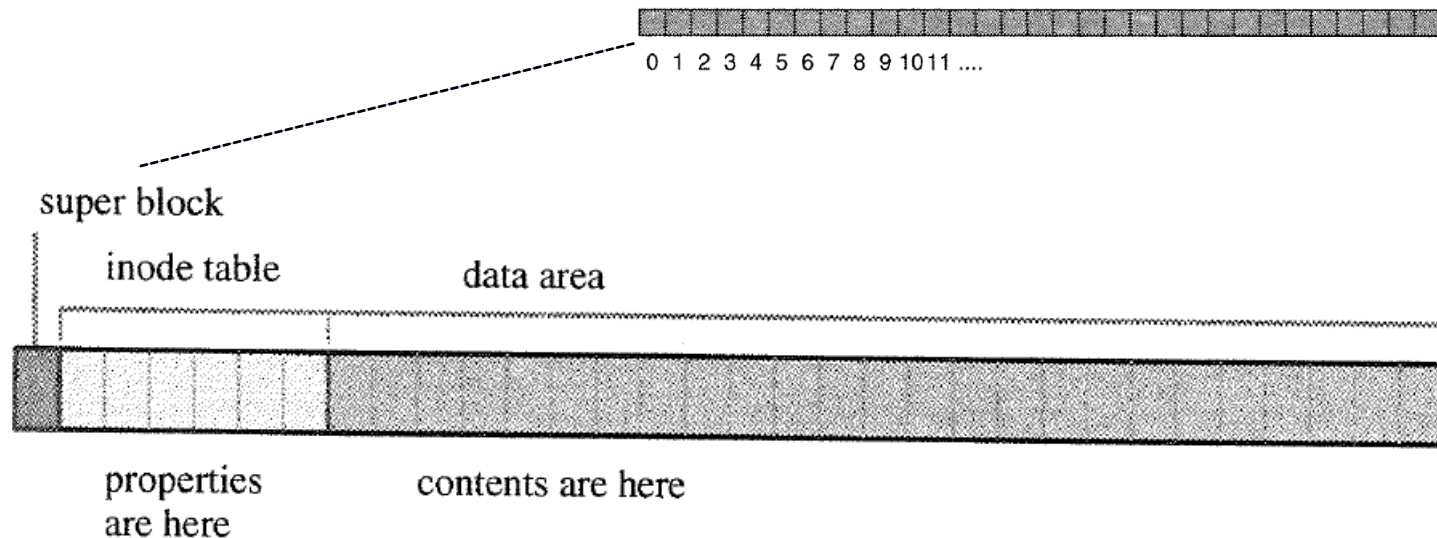 0 1 2 3 4 5 6 7 8 9 10 11 ....
super block
inode table
data area
properties
are here
contents are here